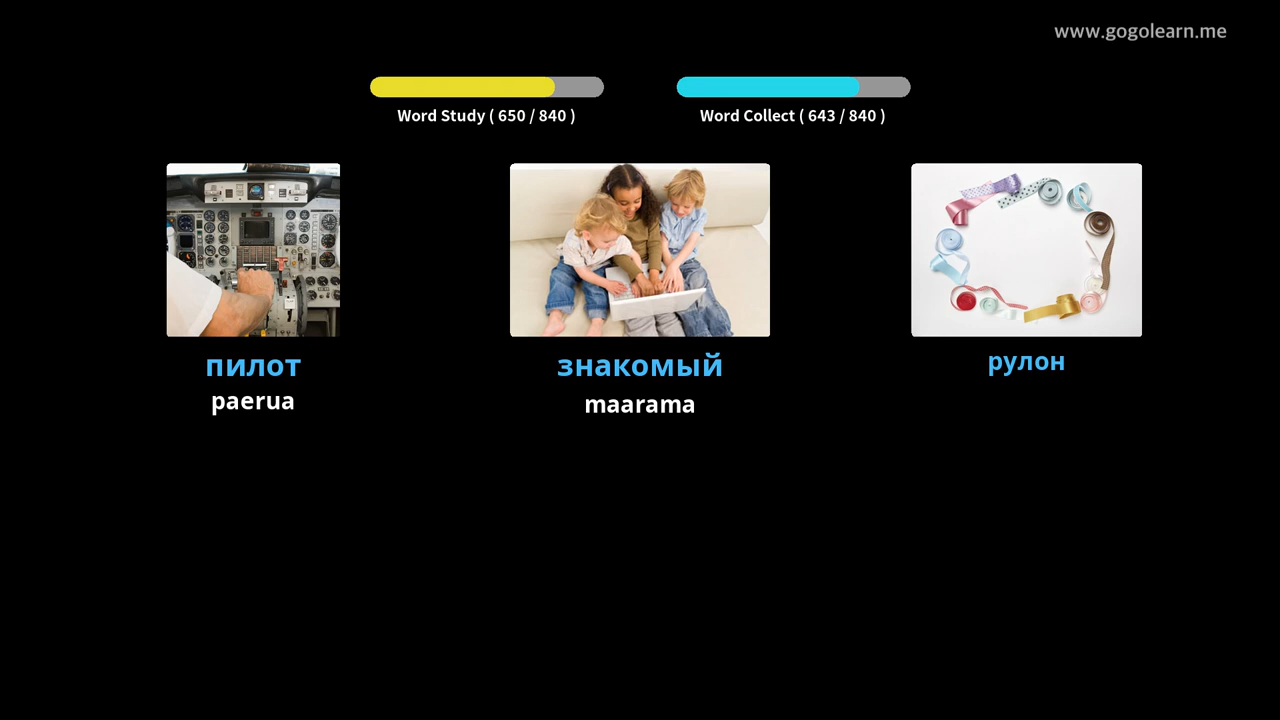 www.gogolearn.me
Word Study ( 650 / 840 )
Word Collect ( 643 / 840 )
пилот
paerua
знакомый
maarama
рулон